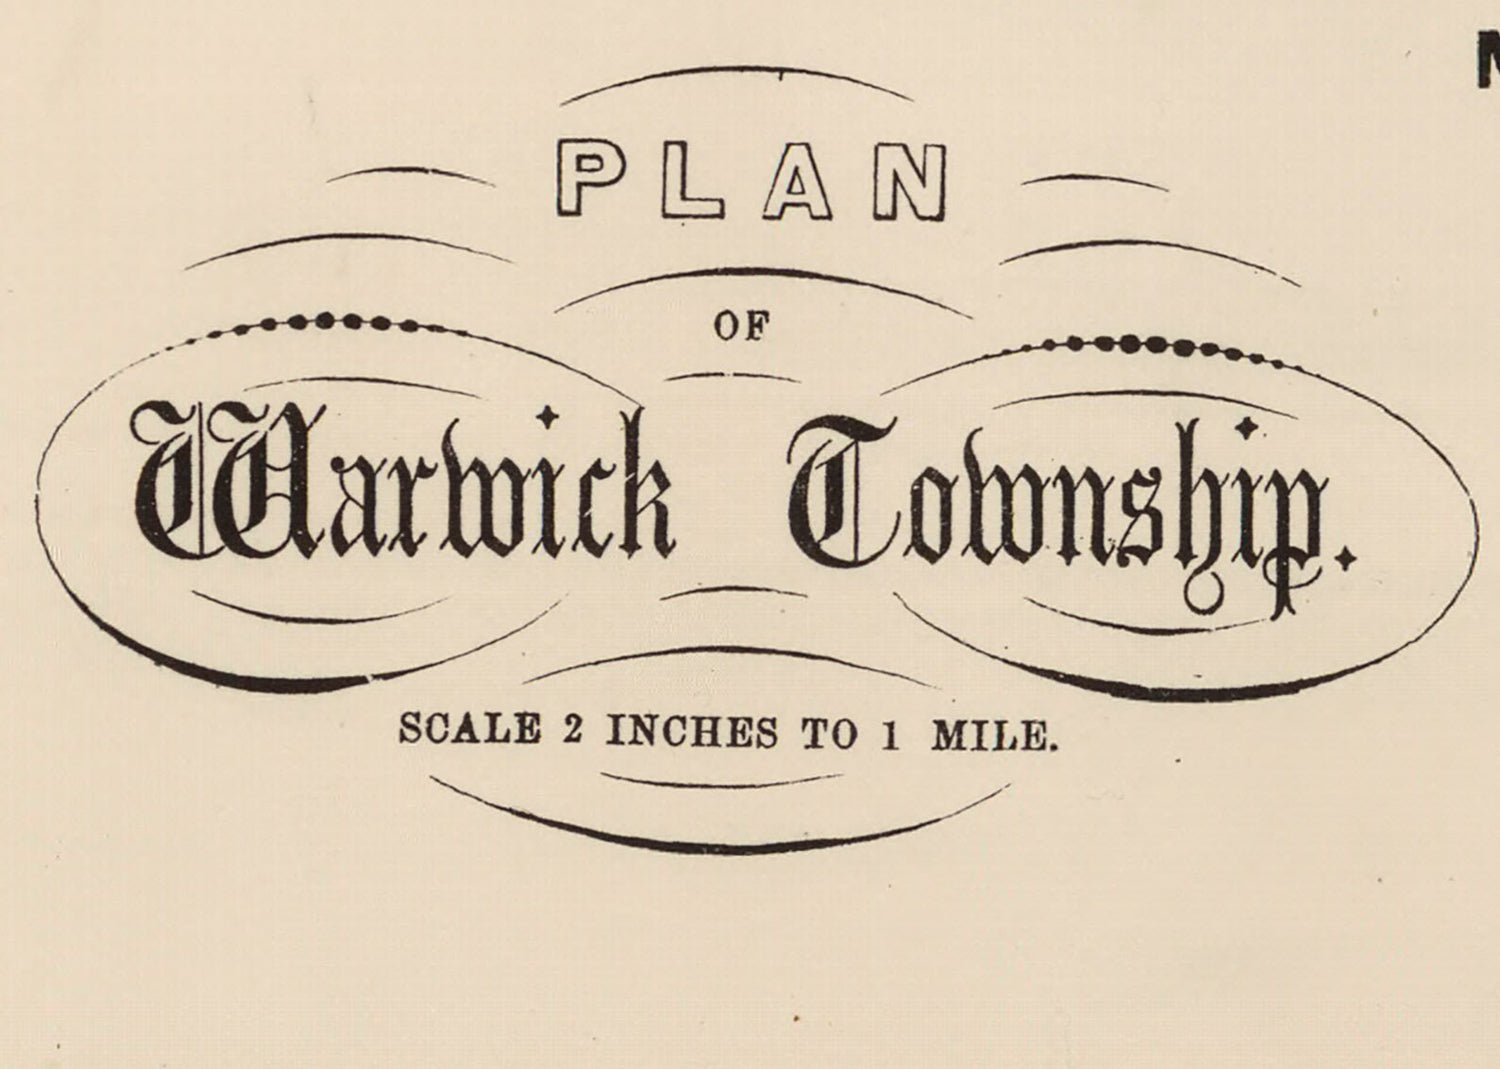 PLAN
OF
Warwick Township.
SCALE 2 INCHES TO 1 MILE.